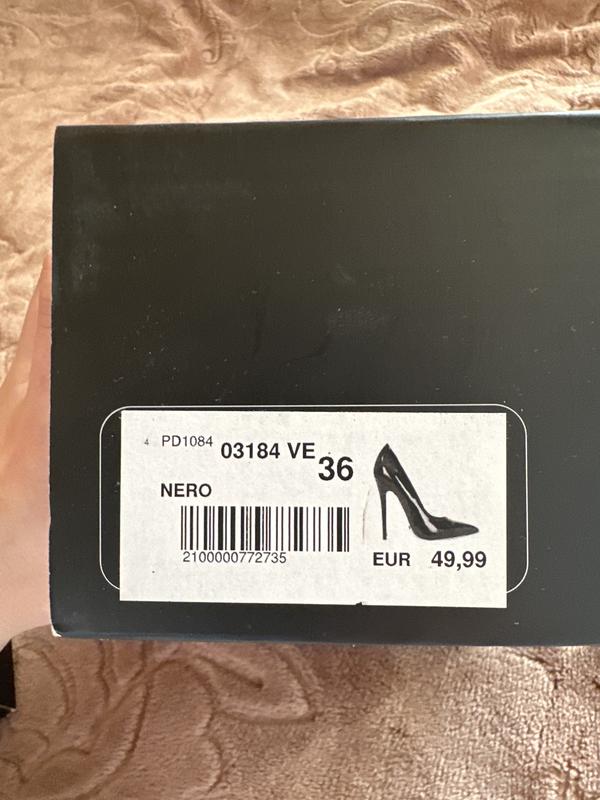 4 PD1084 03184 VE 36
NERO
2100000772735
EUR 49,99